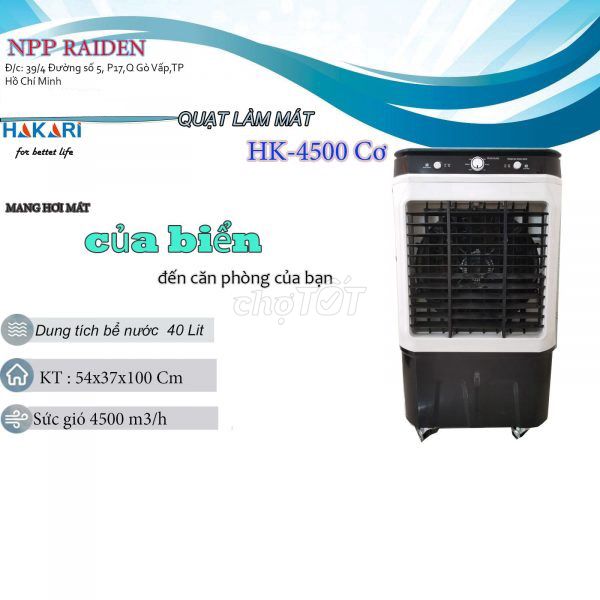 NPP RAIDEN
Đ/c: 39/4 Đường số 5, P17,Q Gò Vấp,TP
Hồ Chí Minh
HAKARI
for bettet life
QUẠT LÀM MÁT
HK-4500 Cơ
MANG HƠI MÁT
của biển
đến căn phòng của bạn
chợTỐT
Dung tích bể nước 40 Lit
KT : 54x37x100 Cm
Sức gió 4500 m3/h